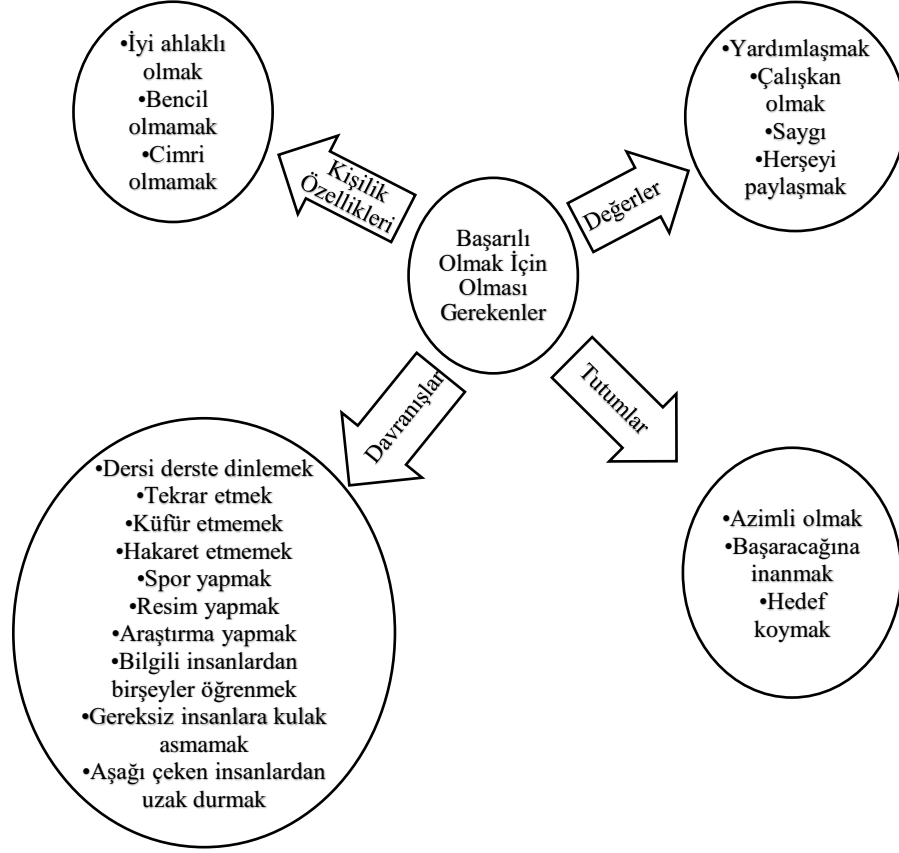 •İyi ahlaklı
olmak
•Bencil
olmamak
•Cimri
olmamak
Kişilik
Özellikleri
•Yardımlaşmak
•Çalışkan
olmak
•Saygı
•Herşeyi
paylaşmak
Değerler
Başarılı
Olmak İçin
Olması
Gerekenler
Davranışlar
•Dersi derste dinlemek
•Tekrar etmek
•Küfür etmemek
•Hakaret etmemek
•Spor yapmak
•Resim yapmak
•Araştırma yapmak
•Bilgili insanlardan
birşeyler öğrenmek
•Gereksiz insanlara kulak
asmamak
•Aşağı çeken insanlardan
uzak durmak
Tutumlar
•Azimli olmak
•Başaracağına
inanmak
•Hedef
koymak